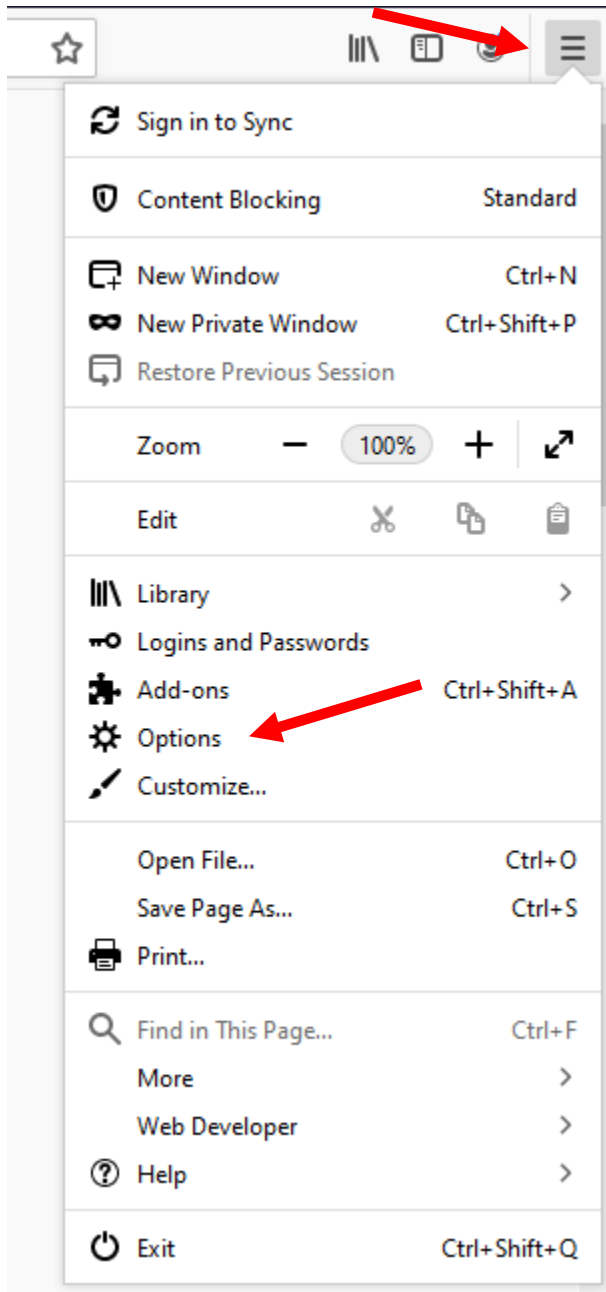 Sign in to Sync
Content Blocking Standard
New Window Ctrl+N
New Private Window Ctrl+Shift+P
Restore Previous Session
Zoom 100%
Edit
Library
Logins and Passwords
Add-ons Ctrl+Shift+A
Options
Customize...
Open File... Ctrl+O
Save Page As... Ctrl+S
Print...
Find in This Page... Ctrl+F
More
Web Developer
Help
Exit Ctrl+Shift+Q